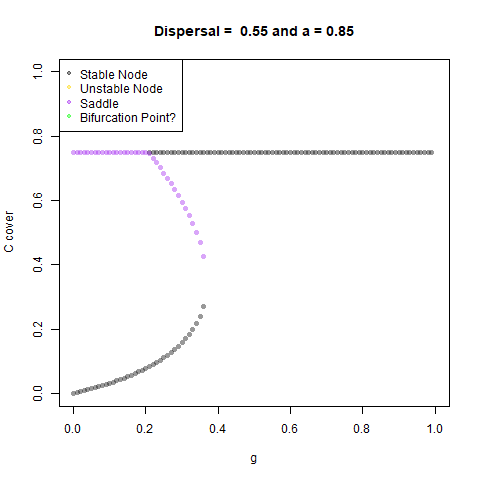 Dispersal =  0.55 and a = 0.85
Stable Node
Unstable Node
Saddle
Bifurcation Point?
C cover
1.0
0.8
0.6
0.4
0.2
0.0
0.0 0.2 0.4 0.6 0.8 1.0
g